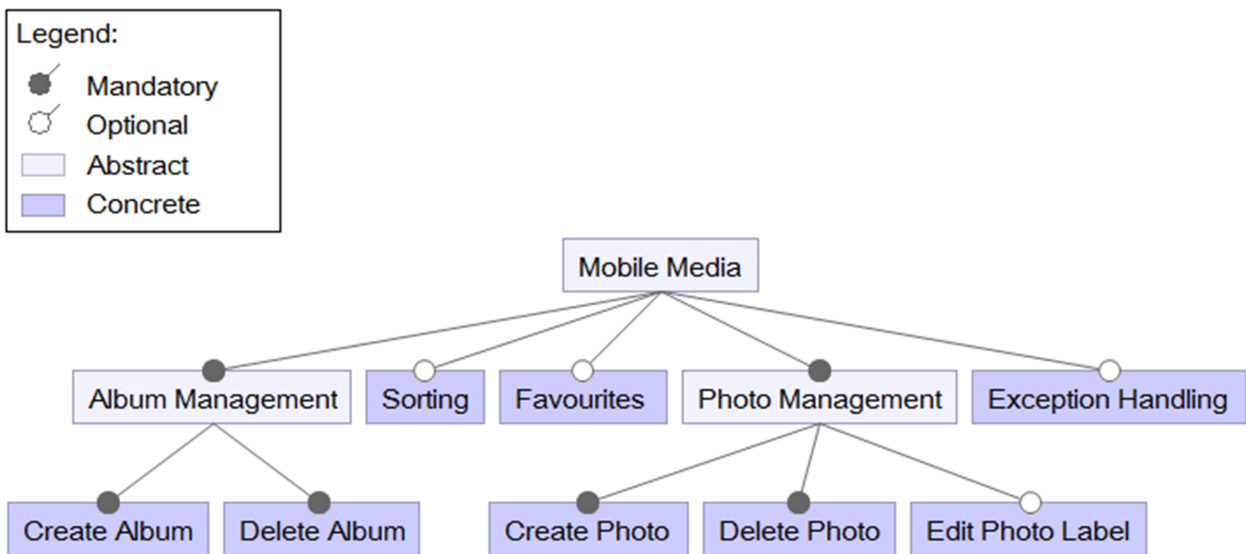 Legend:
Mandatory
Optional
Abstract
Concrete
Mobile Media
Album Management
Sorting
Favourites
Photo Management
Exception Handling
Create Album
Delete Album
Create Photo
Delete Photo
Edit Photo Label